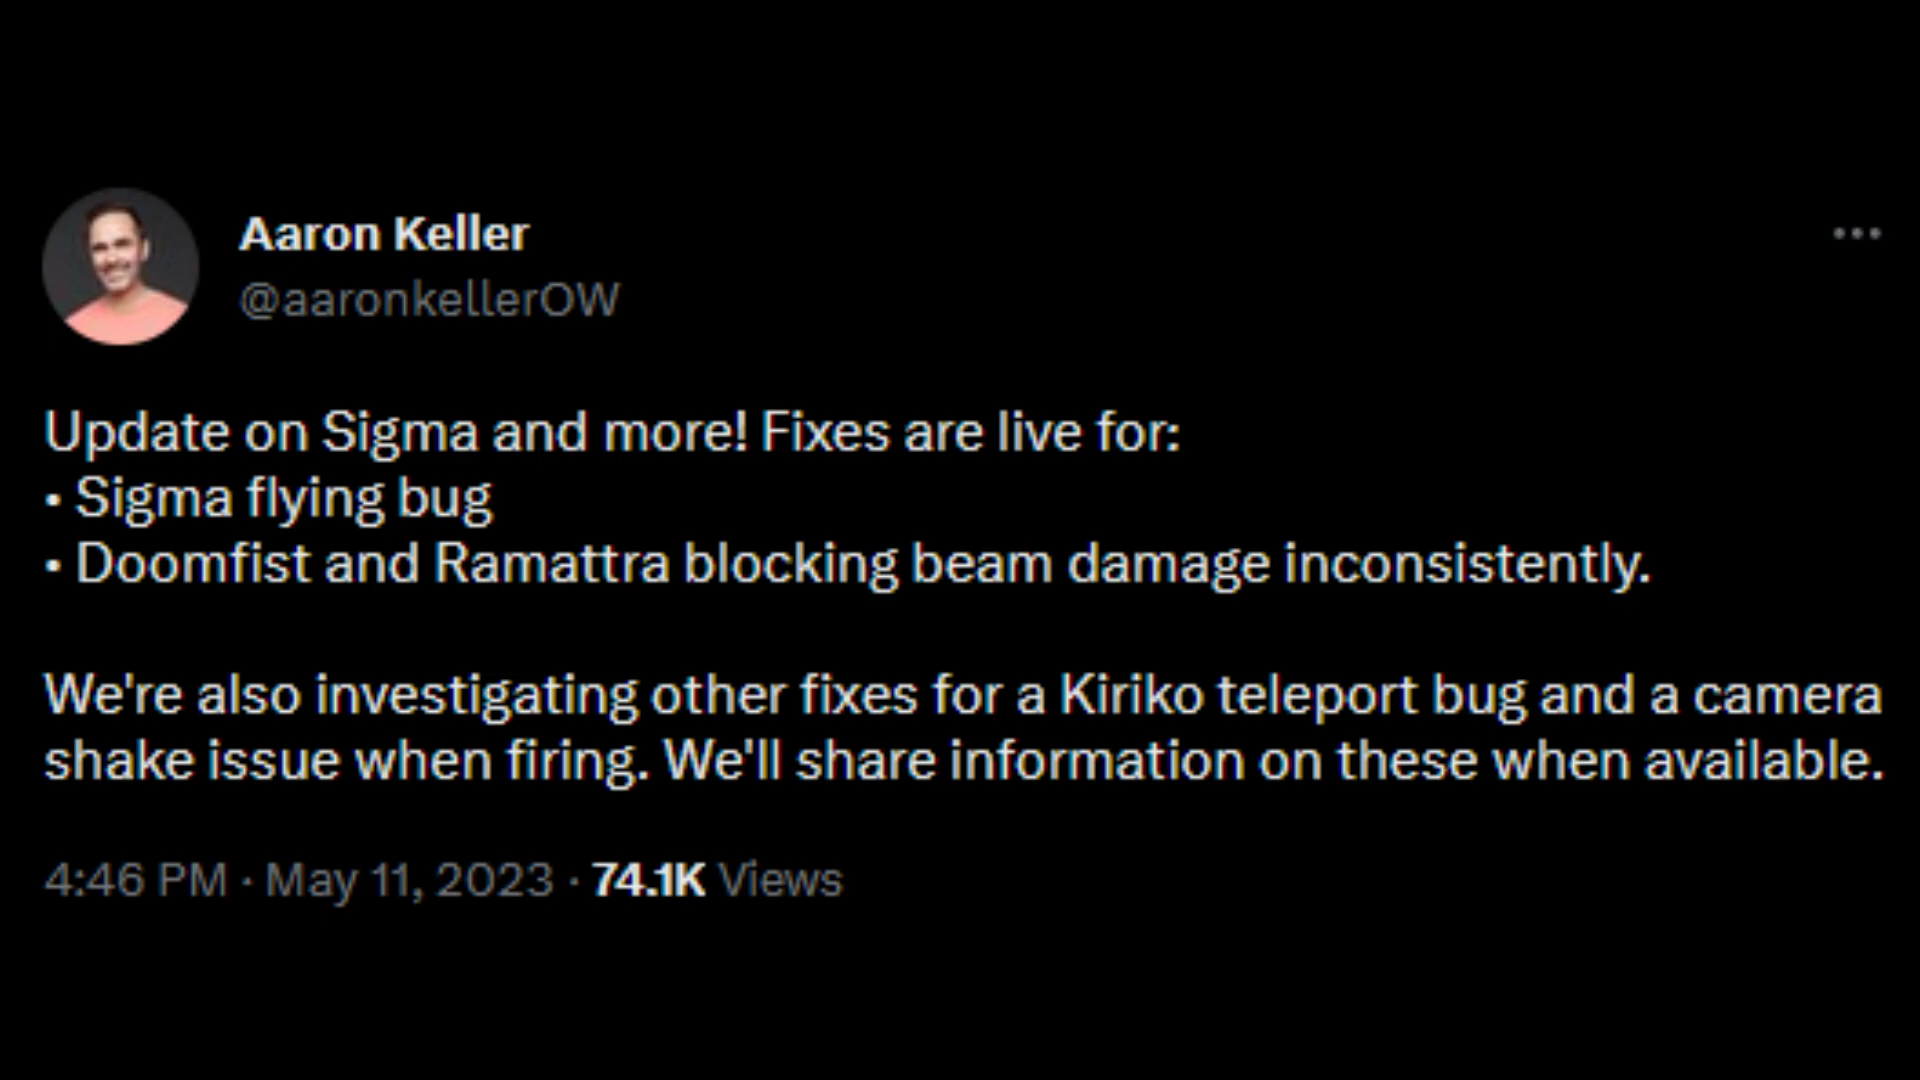 Aaron Keller
@aaronkellerOW
Update on Sigma and more! Fixes are live for:
• Sigma flying bug
• Doomfist and Ramattra blocking beam damage inconsistently.
We're also investigating other fixes for a Kiriko teleport bug and a camera
shake issue when firing. We'll share information on these when available.
4:46 PM · May 11, 2023 · 74.1K Views